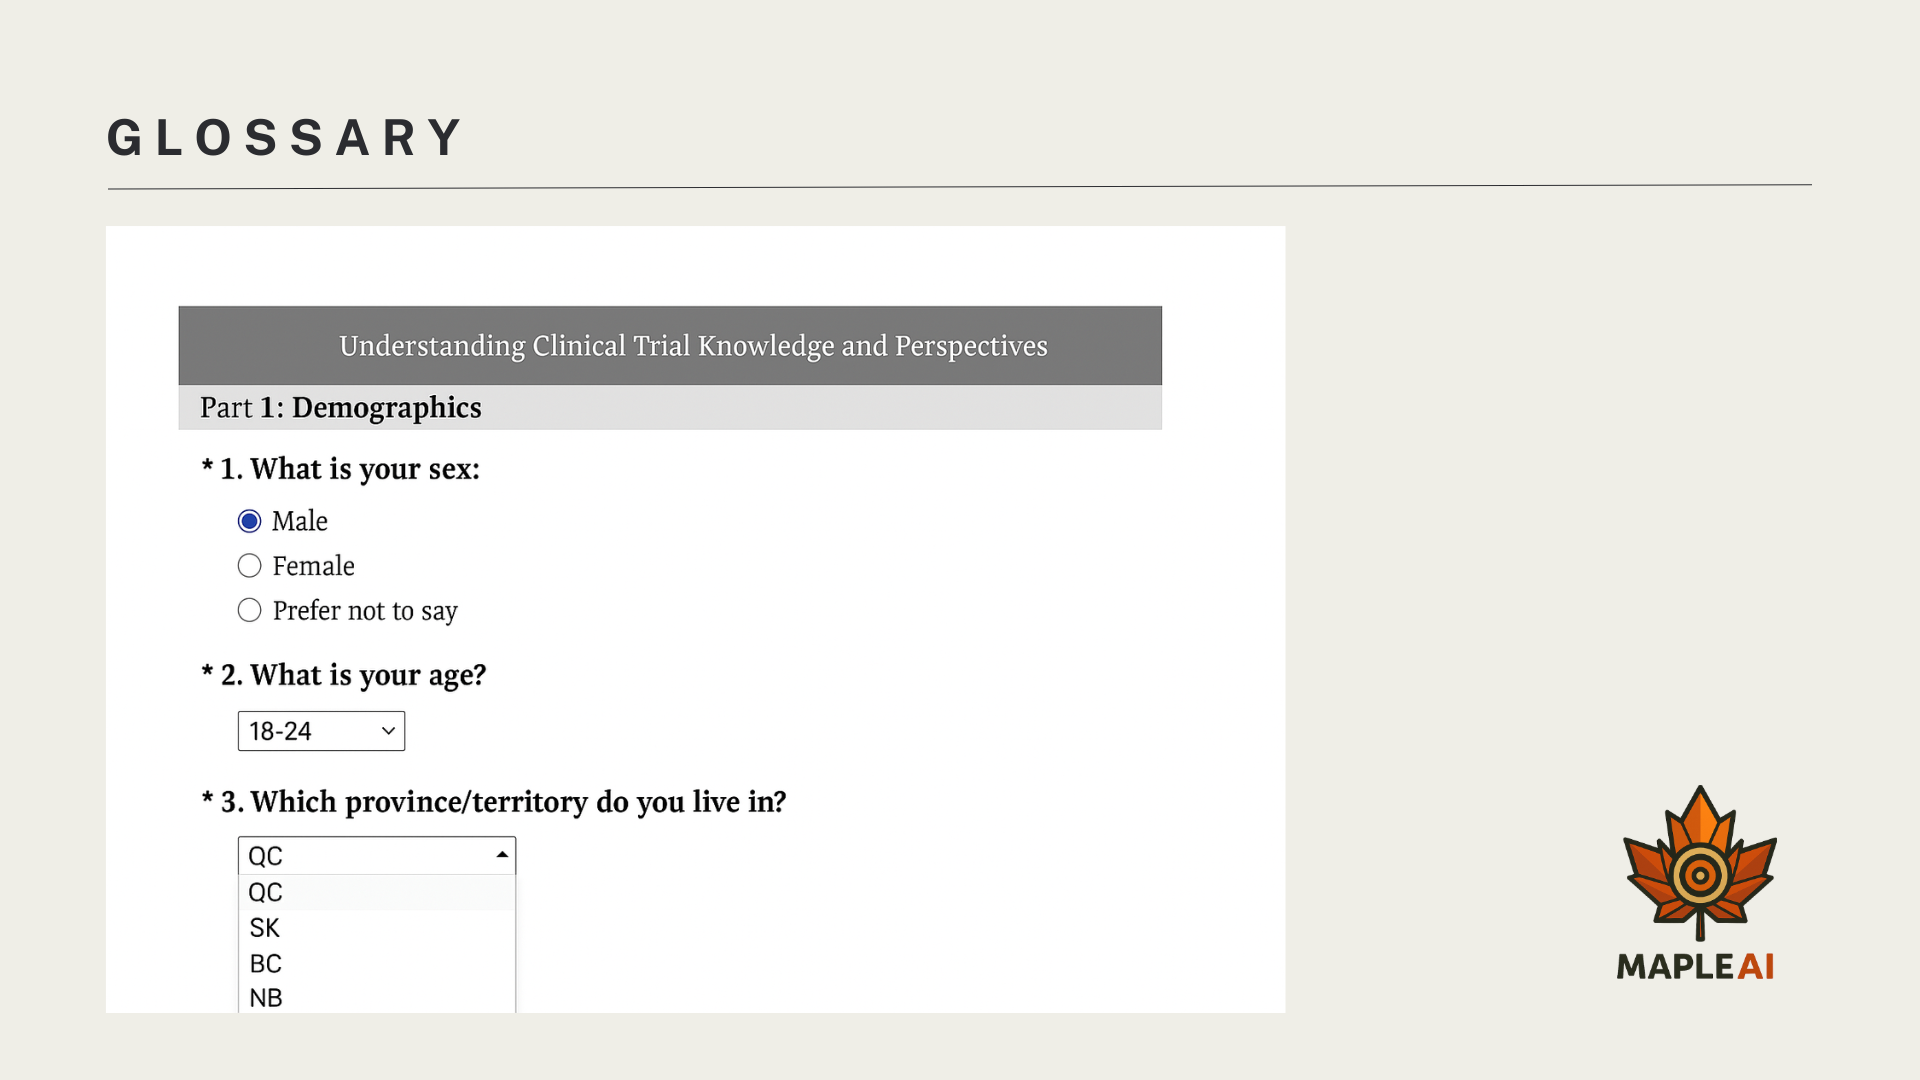 GLOSSARY
Understanding Clinical Trial Knowledge and Perspectives
Part 1: Demographics
* 1. What is your sex:
Male
Female
Prefer not to say
* 2. What is your age?
18-24
* 3. Which province/territory do you live in?
QC
QC
SK
BC
NB
MAPLEAI